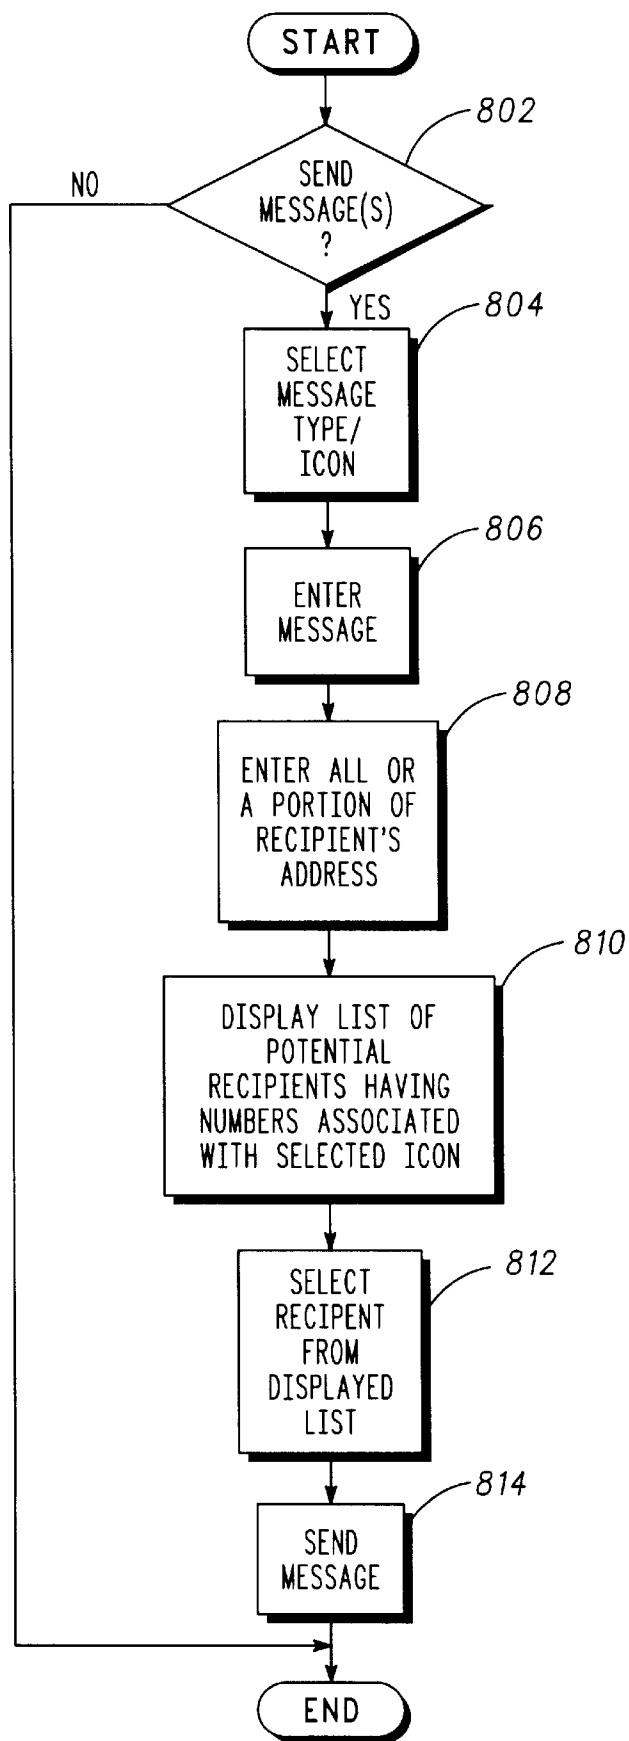 START
802
SEND
MESSAGE(S)
?
NO
YES
804
SELECT
MESSAGE
TYPE/
ICON
806
ENTER
MESSAGE
808
ENTER ALL OR
A PORTION OF
RECIPIENT'S
ADDRESS
810
DISPLAY LIST OF
POTENTIAL
RECIPIENTS HAVING
NUMBERS ASSOCIATED
WITH SELECTED ICON
812
SELECT
RECIPENT
FROM
DISPLAYED
LIST
814
SEND
MESSAGE
END